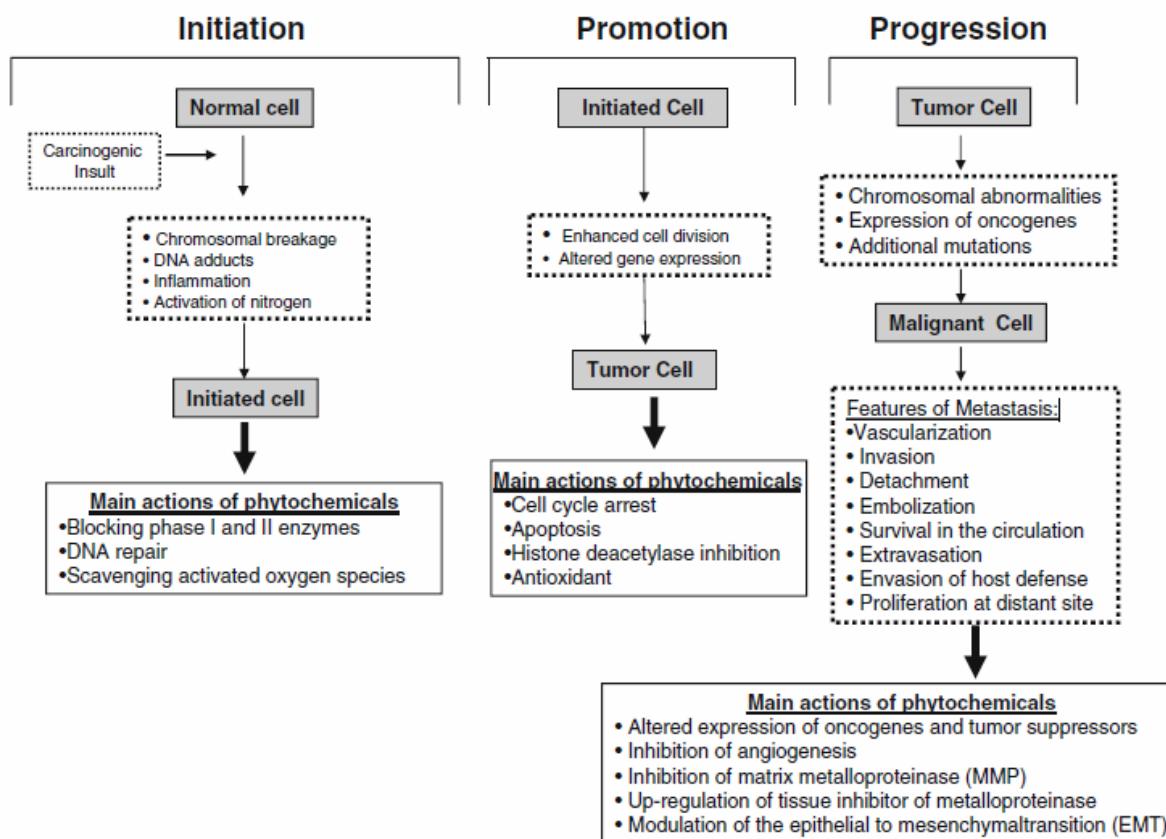 Initiation
Normal cell
Carcinogenic
Insult
• Chromosomal breakage
• DNA adducts
• Inflammation
• Activation of nitrogen
Initiated cell
Main actions of phytochemicals
•Blocking phase I and II enzymes
•DNA repair
•Scavenging activated oxygen species
Promotion
Initiated Cell
• Enhanced cell division
• Altered gene expression
Tumor Cell
Main actions of phytochemicals
•Cell cycle arrest
•Apoptosis
•Histone deacetylase inhibition
•Antioxidant
Progression
Tumor Cell
• Chromosomal abnormalities
• Expression of oncogenes
• Additional mutations
Malignant Cell
Features of Metastasis:
•Vascularization
• Invasion
• Detachment
• Embolization
• Survival in the circulation
• Extravasation
• Envasion of host defense
• Proliferation at distant site
Main actions of phytochemicals
• Altered expression of oncogenes and tumor suppressors
• Inhibition of angiogenesis
• Inhibition of matrix metalloproteinase (MMP)
• Up-regulation of tissue inhibitor of metalloproteinase
• Modulation of the epithelial to mesenchymaltransition (EMT)